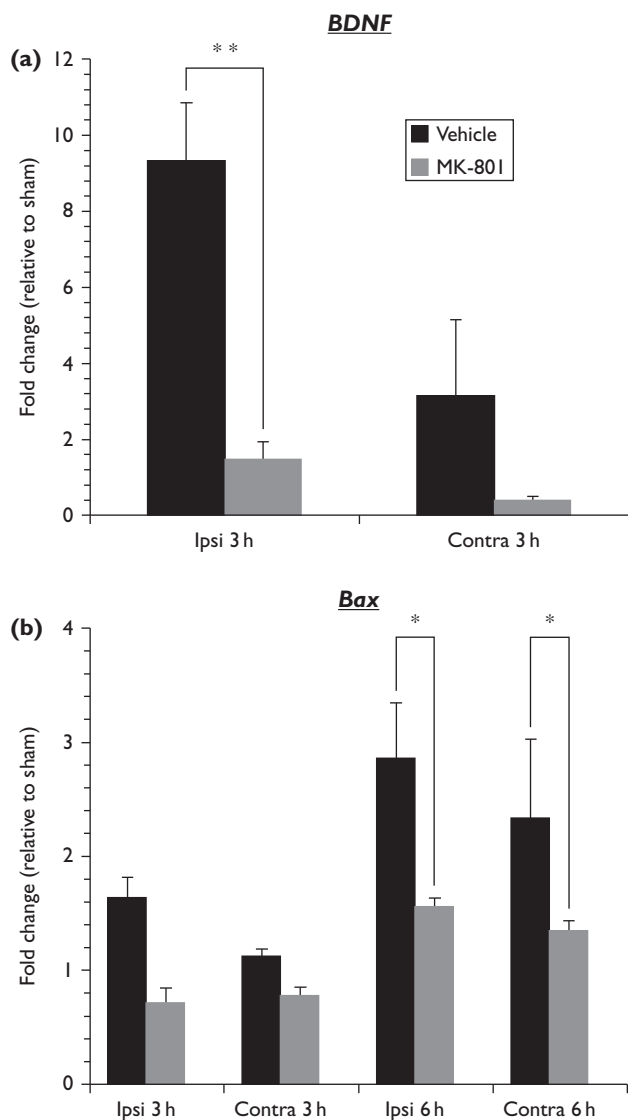 BDNF
(a)
12
10
8
6
4
2
0
Fold change (relative to sham)
* *
Vehicle
MK-801
Ipsi 3 h
Contra 3 h
Bax
(b)
4
3
2
1
0
Fold change (relative to sham)
*
*
Ipsi 3 h
Contra 3 h
Ipsi 6 h
Contra 6 h